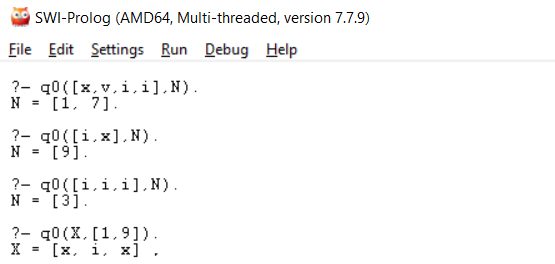 SWI-Prolog (AMD64, Multi-threaded, version 7.7.9)
File Edit Settings Run Debug Help
?- q0([x,v,i,i],N).
N = [1, 7].
?- q0([i,x],N).
N = [9].
?- q0([i,i,i],N).
N = [3].
?- q0(X,[1,9]).
X = [x, i, x] .